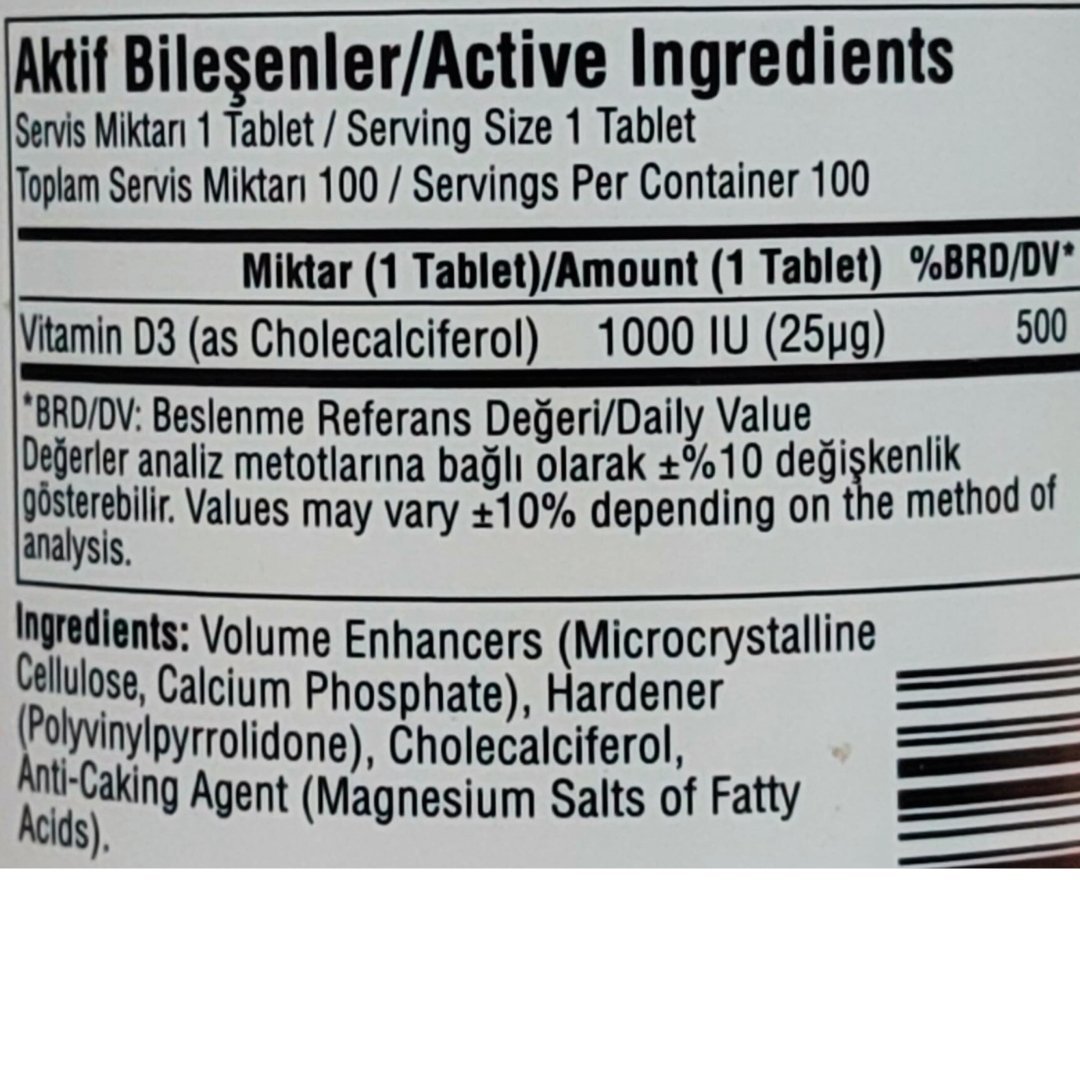 Aktif Bileşenler/Active Ingredients
Servis Miktarı 1 Tablet / Serving Size 1 Tablet
Toplam Servis Miktarı 100 / Servings Per Container 100
Miktar (1 Tablet)/Amount (1 Tablet) %BRD/DV*
Vitamin D3 (as Cholecalciferol) 1000 IU (25µg) 500
*BRD/DV: Beslenme Referans Değeri/Daily Value
Değerler analiz metotlarına bağlı olarak ±%10 değişkenlik
gösterebilir. Values may vary ±10% depending on the method of
analysis.
Ingredients: Volume Enhancers (Microcrystalline
Cellulose, Calcium Phosphate), Hardener
(Polyvinylpyrrolidone), Cholecalciferol,
Anti-Caking Agent (Magnesium Salts of Fatty
Acids).